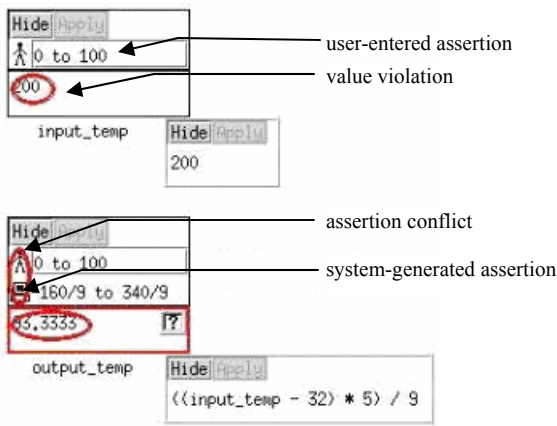 Hide Apply
0 to 100
user-entered assertion
200
value violation
input_temp
Hide Apply
200
Hide Apply
assertion conflict
0 to 100
system-generated assertion
160/9 to 340/9
93.3333
?
output_temp
Hide Apply
((input_temp - 32) * 5) / 9